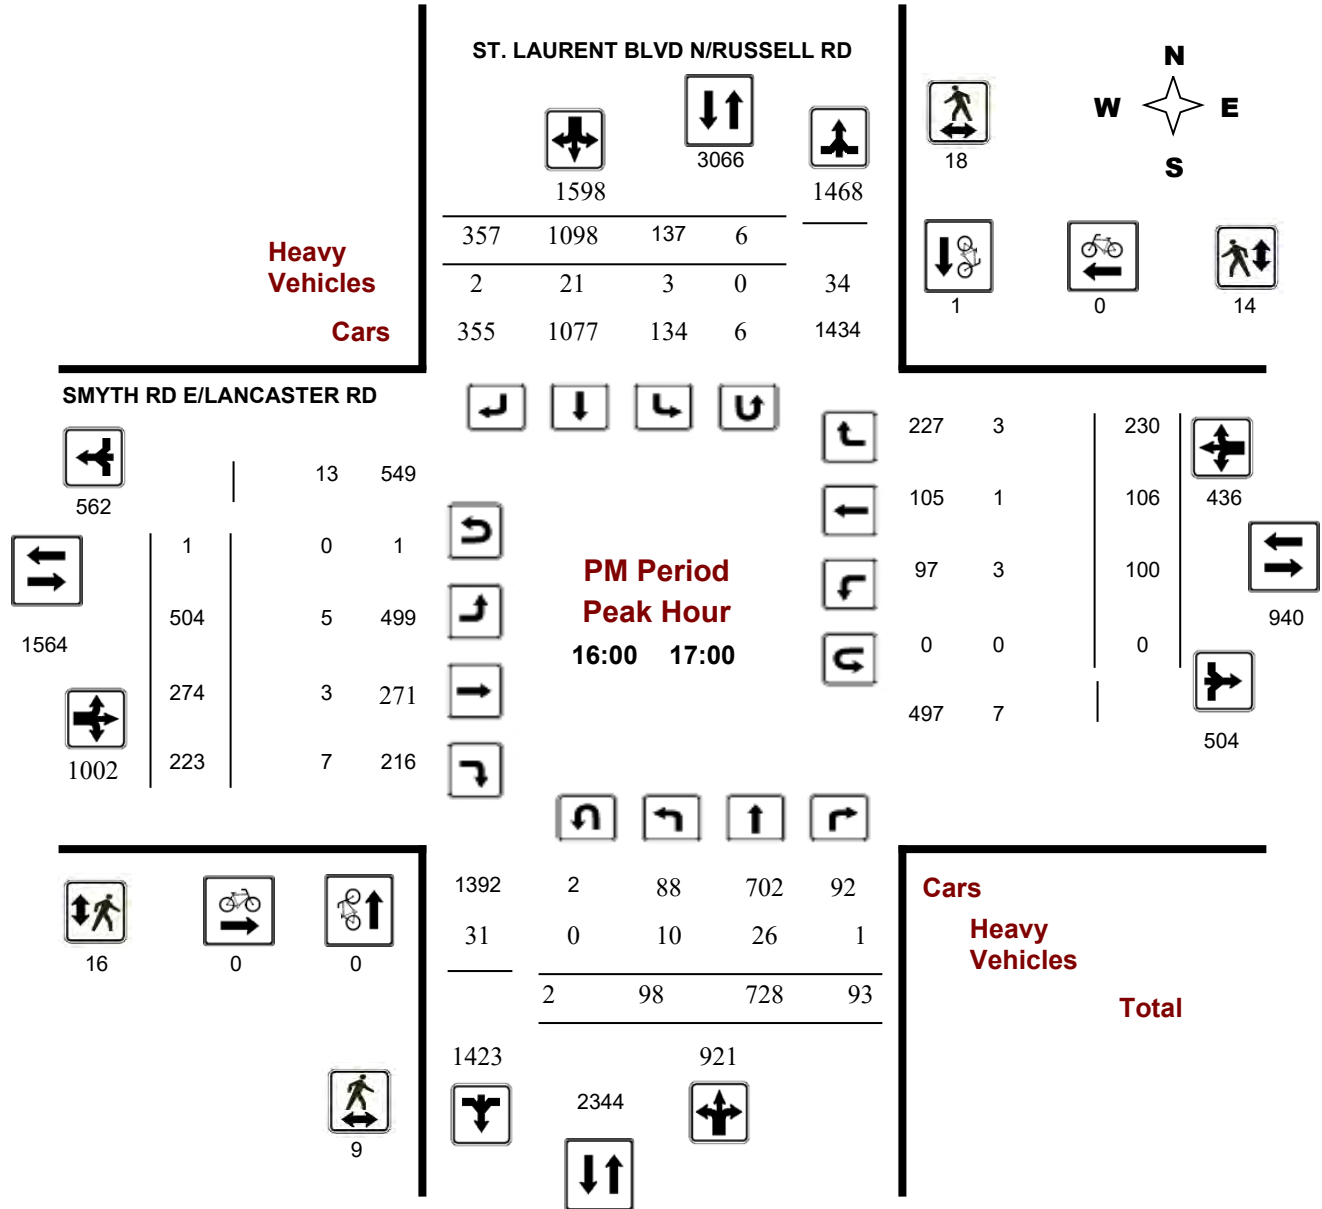 ST. LAURENT BLVD N/RUSSELL RD
N
W E
S
3066
18
1598
1468
357 1098 137 6
Heavy
Vehicles
2 21 3 0 34
1 0 14
Cars
355 1077 134 6 1434
SMYTH RD E/LANCASTER RD
227 3 230
13 549
562
105 1 106 436
1 0 1
PM Period
97 3 100
Peak Hour
504 5 499
940
1564
16:00 17:00
0 0 0
274 3 271
497 7
504
1002
223 7 216
1392 2 88 702 92
Cars
31 0 10 26 1
Heavy
Vehicles
16 0 0
2 98 728 93
Total
1423 921
2344
9